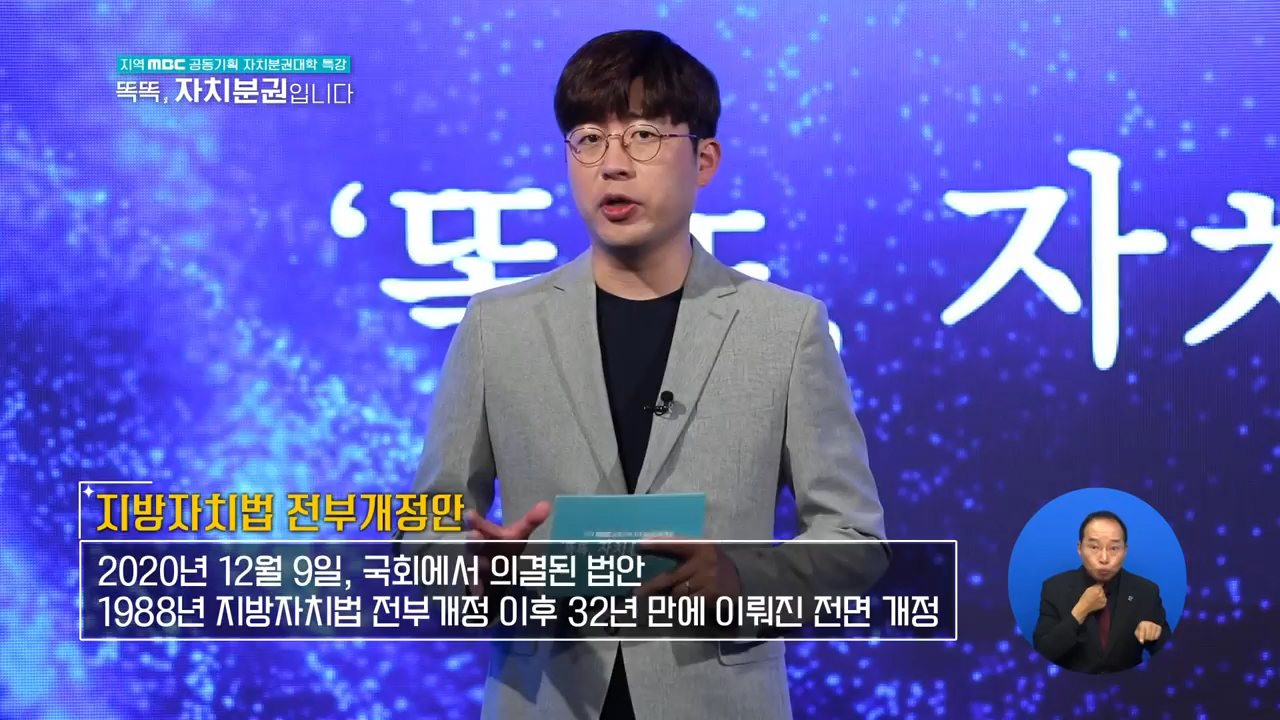 지역 MBC 공동기획 자치분권대학 특강
똑똑, 자치분권입니다
‘똑 자치
지방자치법 전부개정안
2020년 12월 9일, 국회에서 의결된 법안
1988년 지방자치법 전부개정 이후 32년 만에 이뤄진 전면 개정